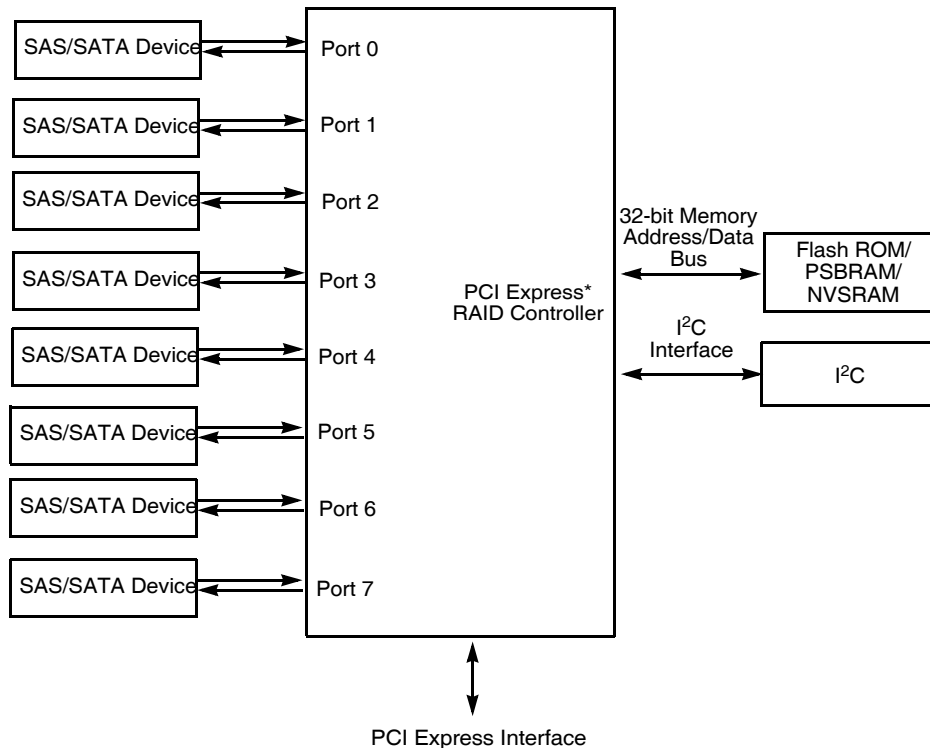 SAS/SATA Device
Port 0
SAS/SATA Device
Port 1
SAS/SATA Device
Port 2
SAS/SATA Device
Port 3
SAS/SATA Device
Port 4
SAS/SATA Device
Port 5
SAS/SATA Device
Port 6
SAS/SATA Device
Port 7
PCI Express*
RAID Controller
32-bit Memory
Address/Data
Bus
Flash ROM/
PSBRAM/
NVSRAM
I²C
Interface
I²C
PCI Express Interface